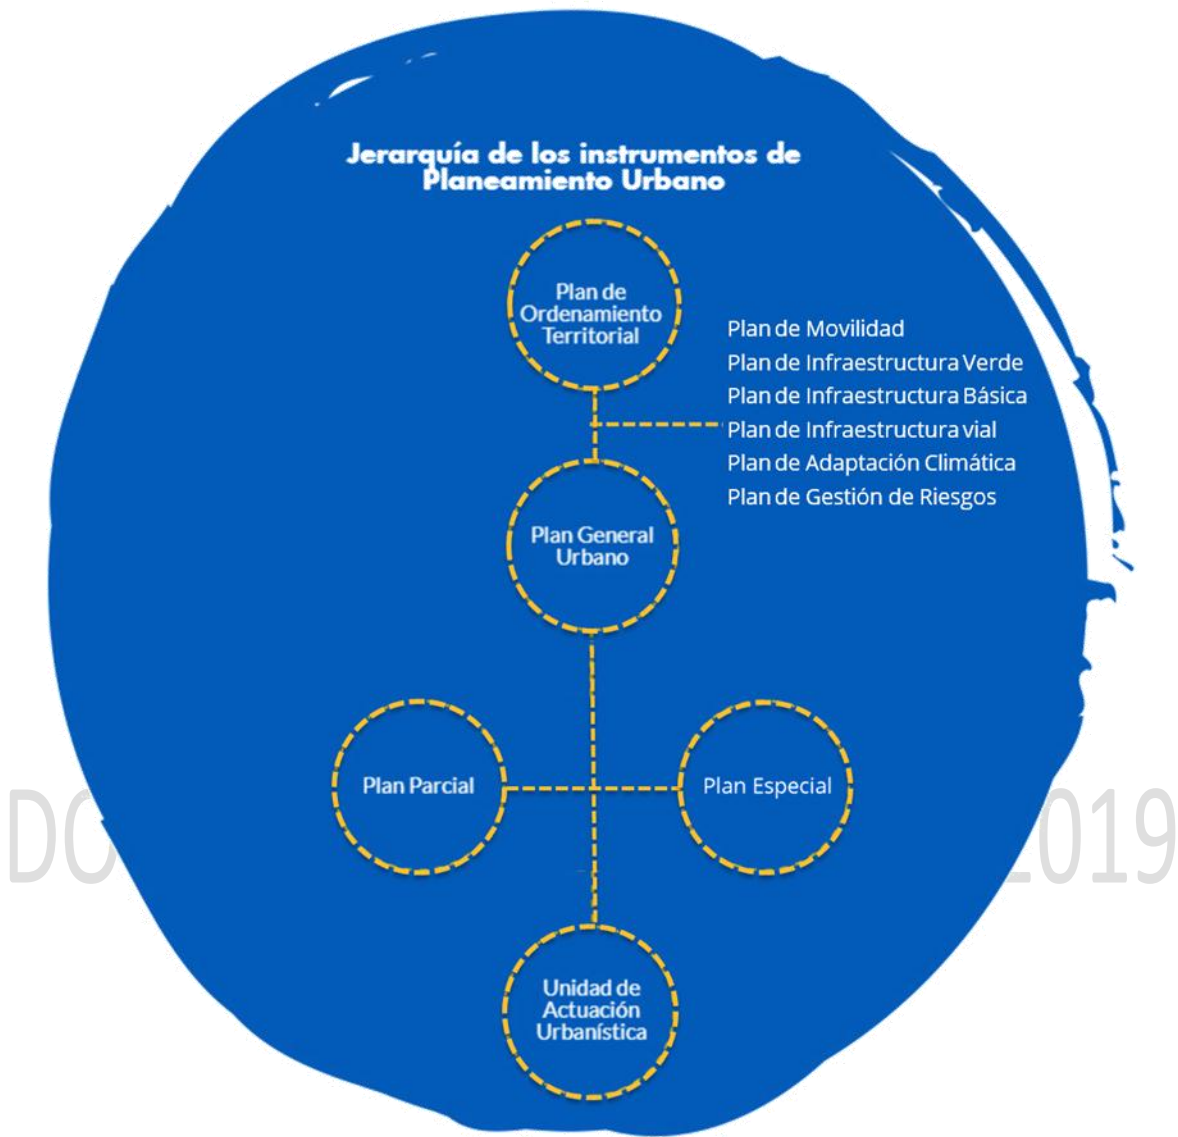 Jerarquía de los instrumentos de
Planeamiento Urbano
Plan de
Ordenamiento
Territorial
Plan de Movilidad
Plan de Infraestructura Verde
Plan de Infraestructura Básica
Plan de Infraestructura vial
Plan de Adaptación Climática
Plan de Gestión de Riesgos
Plan General
Urbano
Plan Parcial
Plan Especial
Unidad de
Actuación
Urbanística